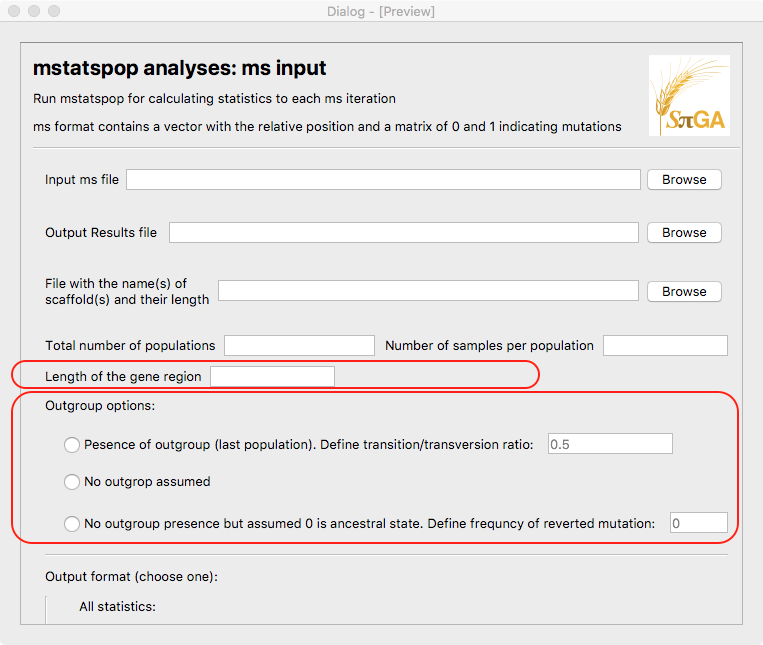 Dialog - [Preview]
mstatspop analyses: ms input
Run mstatspop for calculating statistics to each ms iteration
ms format contains a vector with the relative position and a matrix of 0 and 1 indicating mutations
SπGA
Input ms file
Browse
Output Results file
Browse
File with the name(s) of
scaffold(s) and their length
Browse
Total number of populations
Number of samples per population
Length of the gene region
Outgroup options:
Pesence of outgroup (last population). Define transition/transversion ratio:
0.5
No outgrop assumed
No outgroup presence but assumed 0 is ancestral state. Define frequncy of reverted mutation:
0
Output format (choose one):
All statistics: